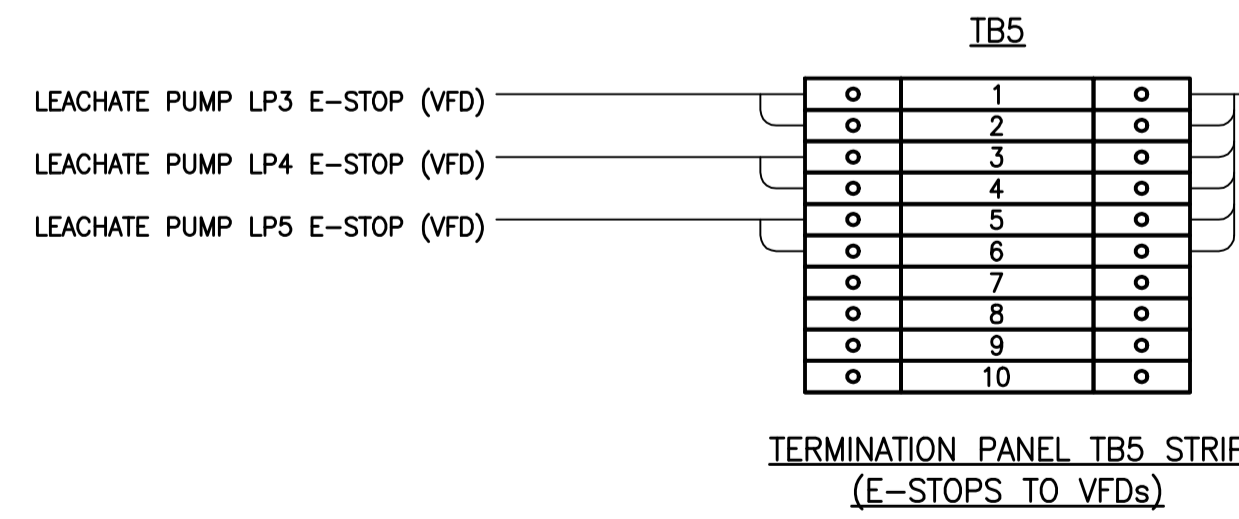 TB5
LEACHATE PUMP LP3 E-STOP (VFD)
LEACHATE PUMP LP4 E-STOP (VFD)
LEACHATE PUMP LP5 E-STOP (VFD)
1
2
3
4
5
6
7
8
9
10
TERMINATION PANEL TB5
(E-STOPS TO VFDs)